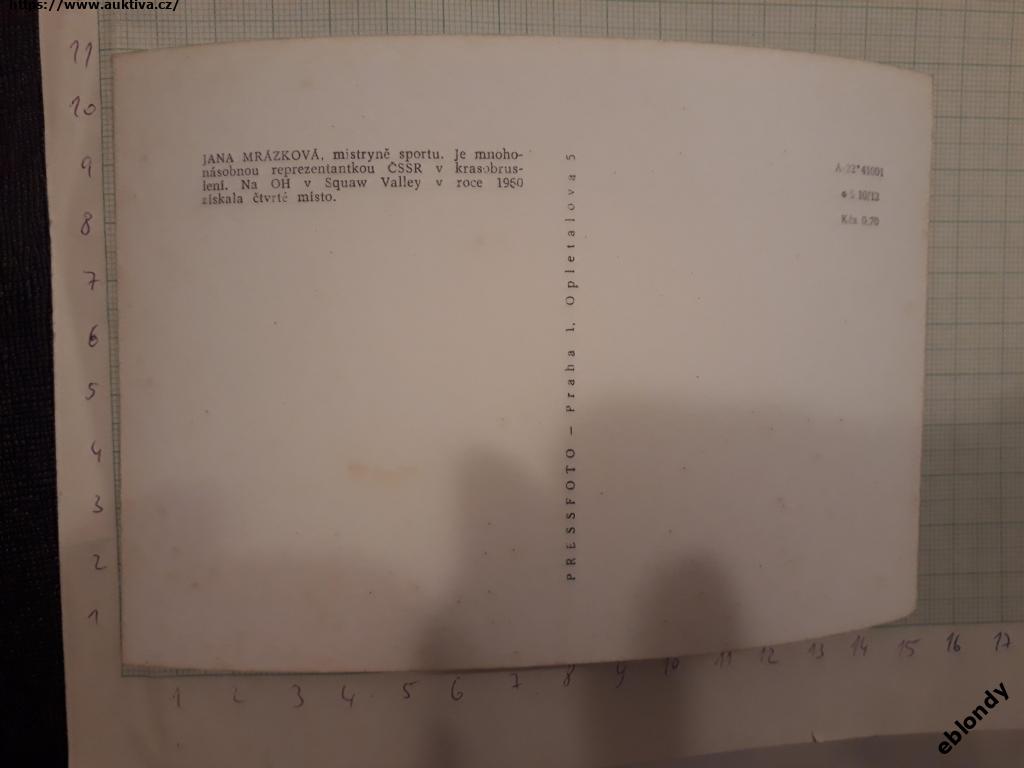 https://www.auktiva.cz/
11
10
9
8
7
6
5
4
3
2
1
JANA MRÁZKOVÁ, mistryně sportu. Je mnoho-
násobnou reprezentantkou ČSSR v krasobrus-
lení. Na OH v Squaw Valley v roce 1960
získala čtvrté místo.
PRESSFOTO – Praha 1, Opletalova 5
41001
10/12
Kčs 0,70
1 2 3 4 5 6 7 8 9 10 11 12 13 14 15 16 17
eblondy